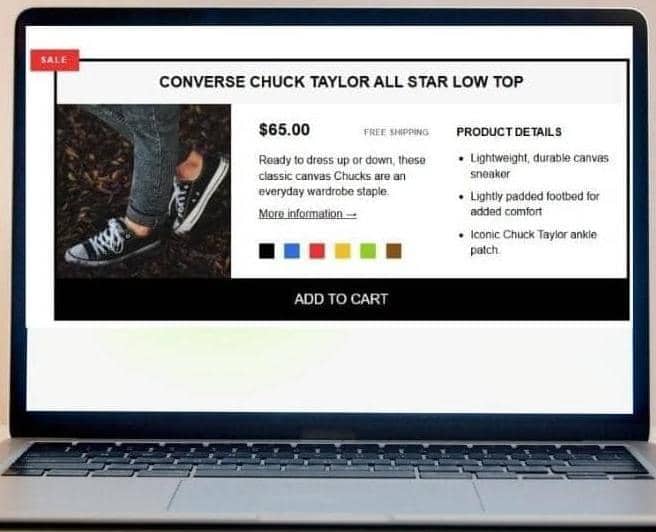 SALE
CONVERSE CHUCK TAYLOR ALL STAR LOW TOP
$65.00
FREE SHIPPING
Ready to dress up or down, these
classic canvas Chucks are an
everyday wardrobe staple.
More information →
PRODUCT DETAILS
• Lightweight, durable canvas
sneaker
• Lightly padded footbed for
added comfort
• Iconic Chuck Taylor ankle
patch.
ADD TO CART